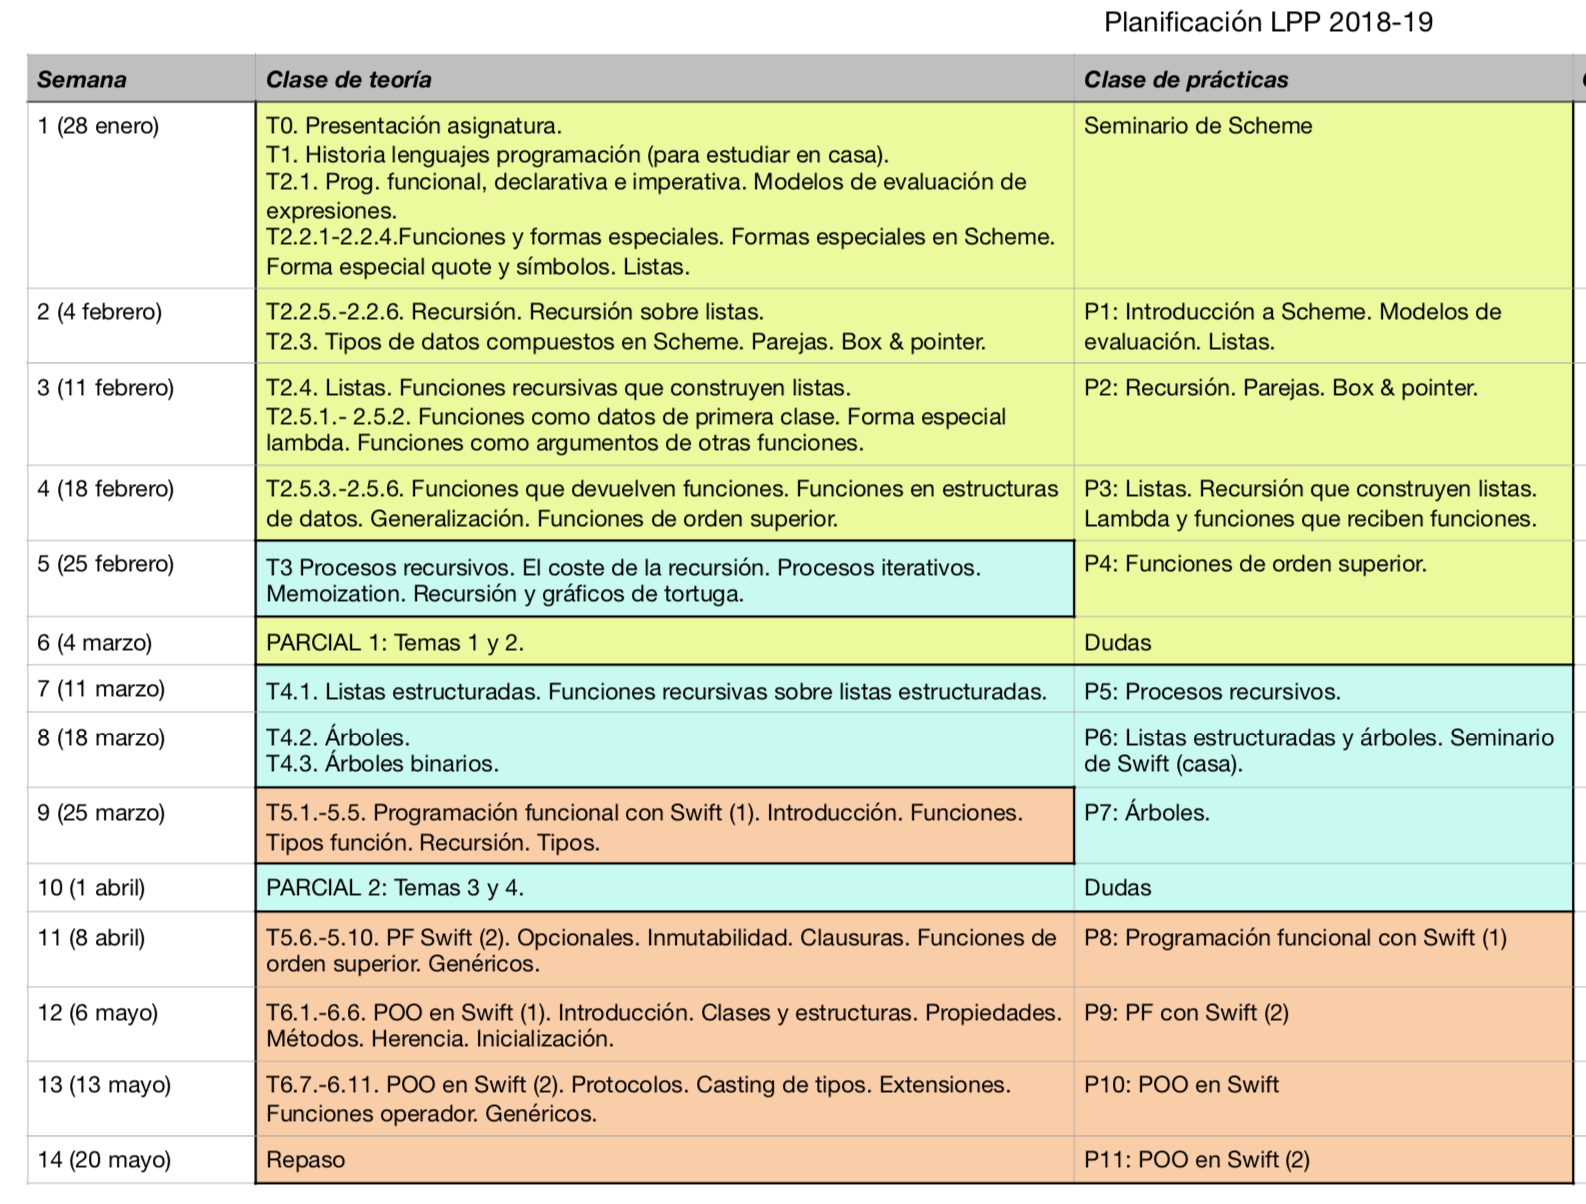 Planificación LPP 2018-19
Semana
Clase de teoría
Clase de prácticas
1 (28 enero)
T0. Presentación asignatura.
T1. Historia lenguajes programación (para estudiar en casa).
T2.1. Prog. funcional, declarativa e imperativa. Modelos de evaluación de
expresiones.
T2.2.1-2.2.4.Funciones y formas especiales. Formas especiales en Scheme.
Forma especial quote y símbolos. Listas.
Seminario de Scheme
2 (4 febrero)
T2.2.5.-2.2.6. Recursión. Recursión sobre listas.
T2.3. Tipos de datos compuestos en Scheme. Parejas. Box & pointer.
P1: Introducción a Scheme. Modelos de
evaluación. Listas.
3 (11 febrero)
T2.4. Listas. Funciones recursivas que construyen listas.
T2.5.1.- 2.5.2. Funciones como datos de primera clase. Forma especial
lambda. Funciones como argumentos de otras funciones.
P2: Recursión. Parejas. Box & pointer.
4 (18 febrero)
T2.5.3.-2.5.6. Funciones que devuelven funciones. Funciones en estructuras
de datos. Generalización. Funciones de orden superior.
P3: Listas. Recursión que construyen listas.
Lambda y funciones que reciben funciones.
5 (25 febrero)
T3 Procesos recursivos. El coste de la recursión. Procesos iterativos.
Memoization. Recursión y gráficos de tortuga.
P4: Funciones de orden superior.
6 (4 marzo)
PARCIAL 1: Temas 1 y 2.
Dudas
7 (11 marzo)
T4.1. Listas estructuradas. Funciones recursivas sobre listas estructuradas.
P5: Procesos recursivos.
8 (18 marzo)
T4.2. Árboles.
T4.3. Árboles binarios.
P6: Listas estructuradas y árboles. Seminario
de Swift (casa).
9 (25 marzo)
T5.1.-5.5. Programación funcional con Swift (1). Introducción. Funciones.
Tipos función. Recursión. Tipos.
P7: Árboles.
10 (1 abril)
PARCIAL 2: Temas 3 y 4.
Dudas
11 (8 abril)
T5.6.-5.10. PF Swift (2). Opcionales. Inmutabilidad. Clausuras. Funciones de
orden superior. Genéricos.
P8: Programación funcional con Swift (1)
12 (6 mayo)
T6.1.-6.6. POO en Swift (1). Introducción. Clases y estructuras. Propiedades.
Métodos. Herencia. Inicialización.
P9: PF con Swift (2)
13 (13 mayo)
T6.7.-6.11. POO en Swift (2). Protocolos. Casting de tipos. Extensiones.
Funciones operador. Genéricos.
P10: POO en Swift
14 (20 mayo)
Repaso
P11: POO en Swift (2)